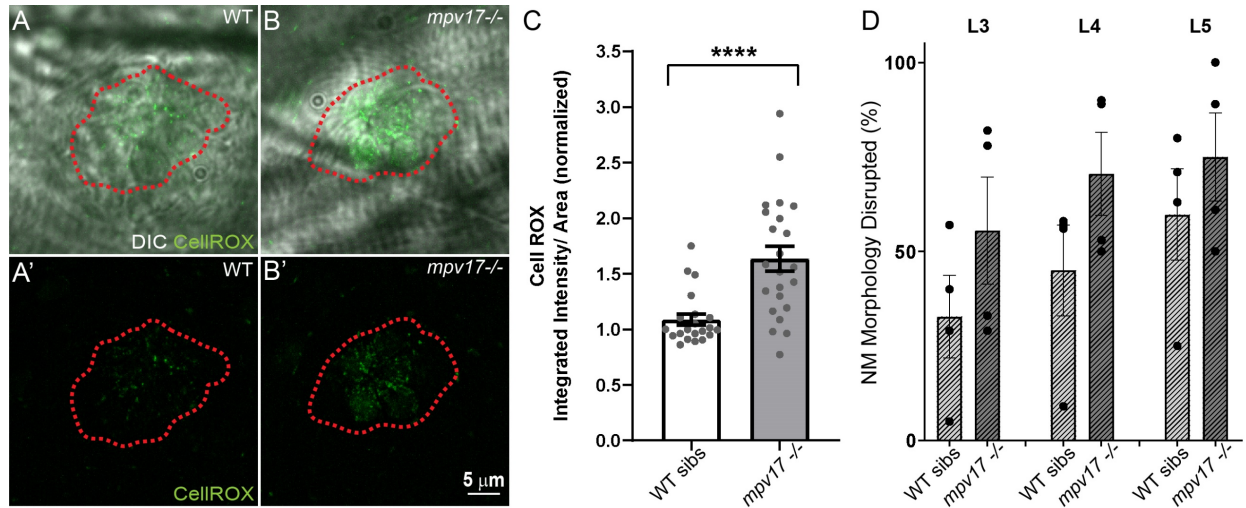 A
WT
DIC CellROX
B
mpv17-/-
A’
WT
CellROX
B’
mpv17-/-
5 μm
C
****
Cell ROX
Integrated Intensity/ Area (normalized)
3.5
3.0
2.5
2.0
1.5
1.0
0.5
0.0
WT sibs
mpv17 -/-
D
L3
L4
L5
NM Morphology Disrupted (%)
100
50
0
WT sibs
mpv17 -/-
WT sibs
mpv17 -/-
WT sibs
mpv17 -/-